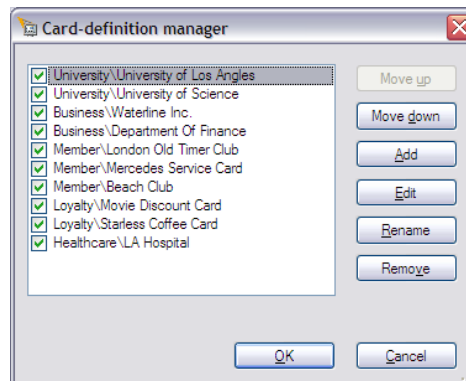 Card-definition manager
University\University of Los Angles
University\University of Science
Business\Waterline Inc.
Business\Department Of Finance
Member\London Old Timer Club
Member\Mercedes Service Card
Member\Beach Club
Loyalty\Movie Discount Card
Loyalty\Starless Coffee Card
Healthcare\LA Hospital
Move up
Move down
Add
Edit
Rename
Remove
OK
Cancel